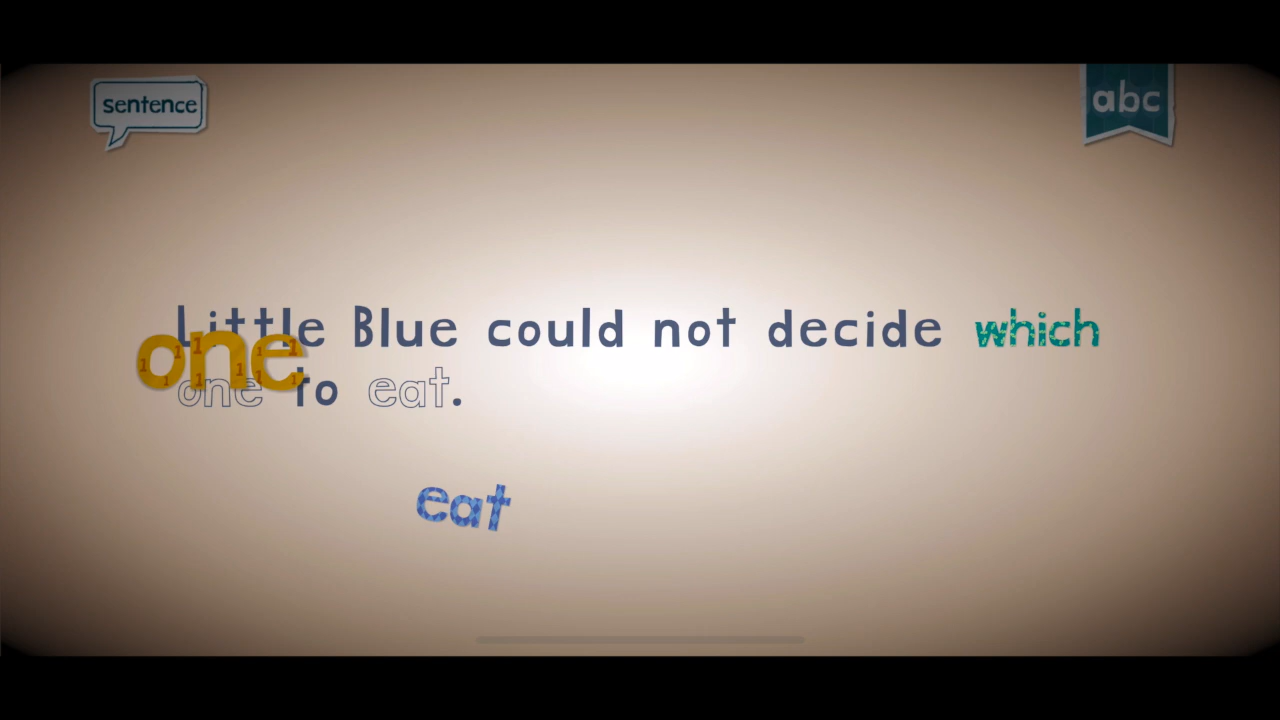 sentence
abc
Little Blue could not decide which
one
one to eat.
eat